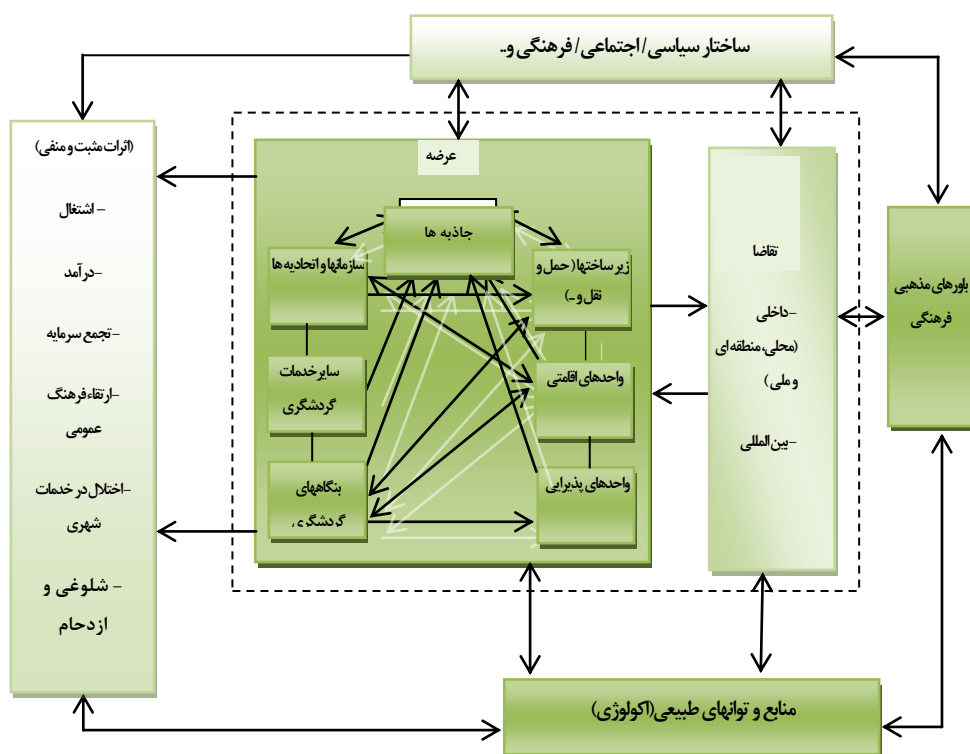 ساختار سیاسی/ اجتماعی/ فرهنگی و..
(اثرات مثبت و منفی)
– اشتغال
–درآمد
–تجمع سرمایه
–ارتقاء فرهنگ
عمومی
–اختلال در خدمات
شهری
– شلوغی و
ازدحام
عرضه
جاذبه ها
سازمانها و اتحادیه ها
زیر ساختها ( حمل و
نقل و ..)
سایر خدمات
گردشگری
واحدهای اقامتی
بنگاههای
گردشگری
واحدهای پذیرایی
تقاضا
–داخلی
(محلی، منطقه ای
و ملی)
–بین المللی
باورهای مذهبی
فرهنگی
منابع و توانهای طبیعی(اکولوژی)